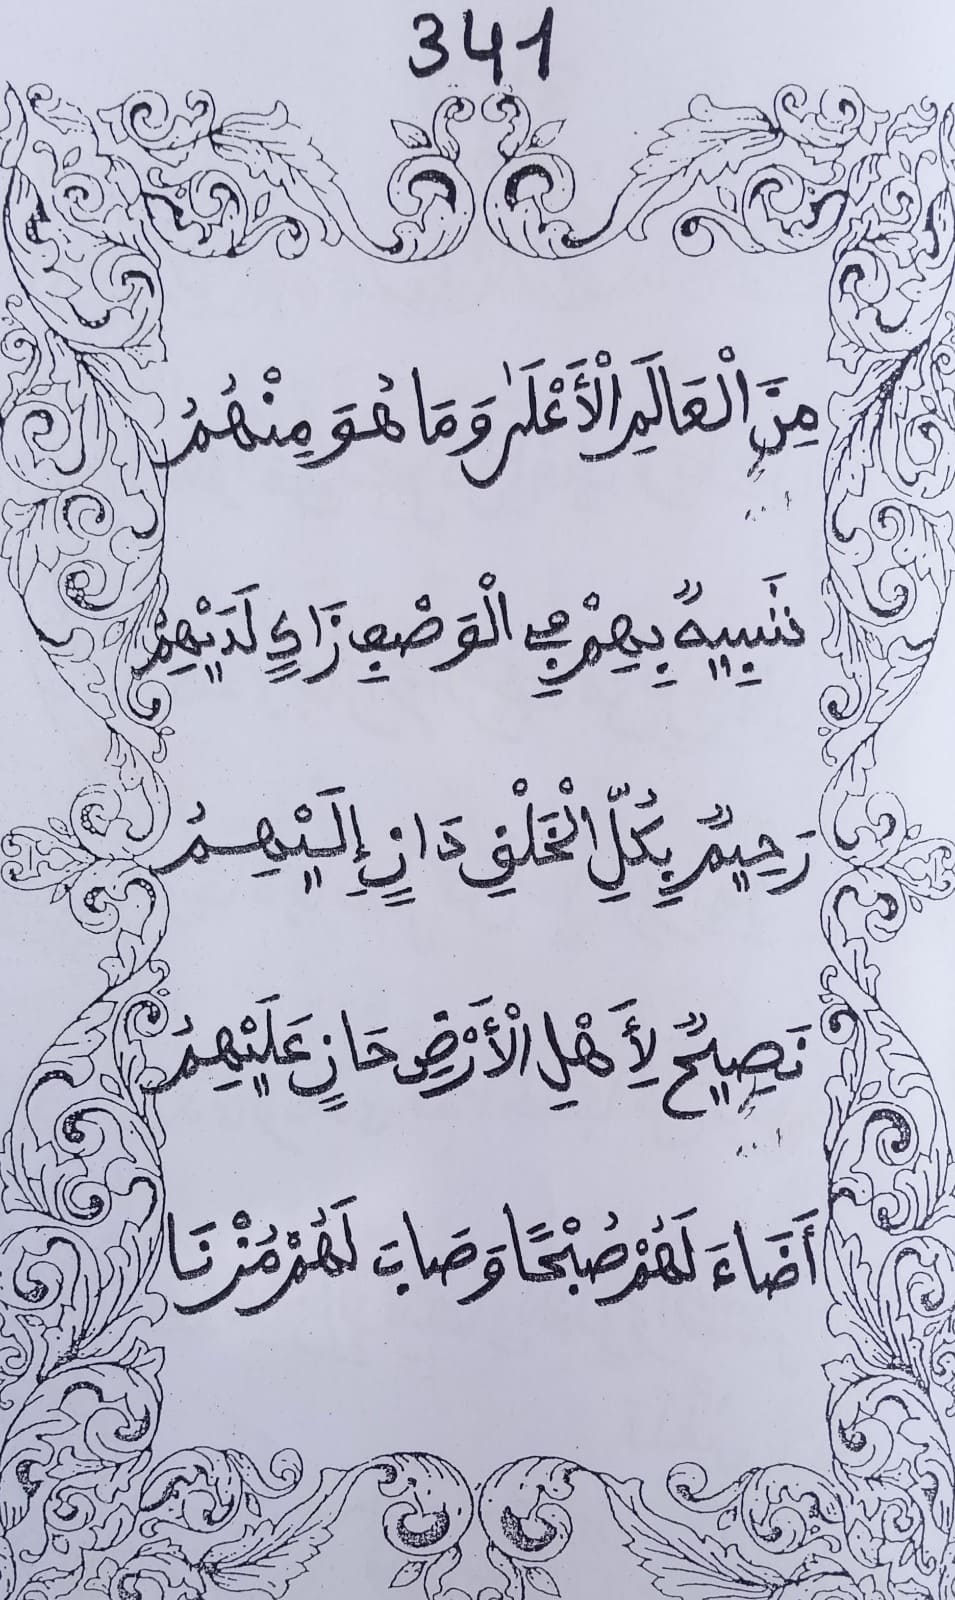 341
مِنَ الْعَالَمِ الْأَعْلَىٰ وَمَا هُوَ مِنْهُمُ
شَبِيهٌ بِهِمْ فِي الْوَصْفِ زَاكٍ لَدَيْهِمُ
رَحِيمٌ بِكُلِّ الْخَلْقِ دَانٍ إِلَيْهِمُ
نَصِيحٌ لِأَهْلِ الْأَرْضِ حَانٍ عَلَيْهِمُ
أَضَاءَ لَهُمْ صُبْحًا وَصَابَ لَهُمْ مُزْنَا